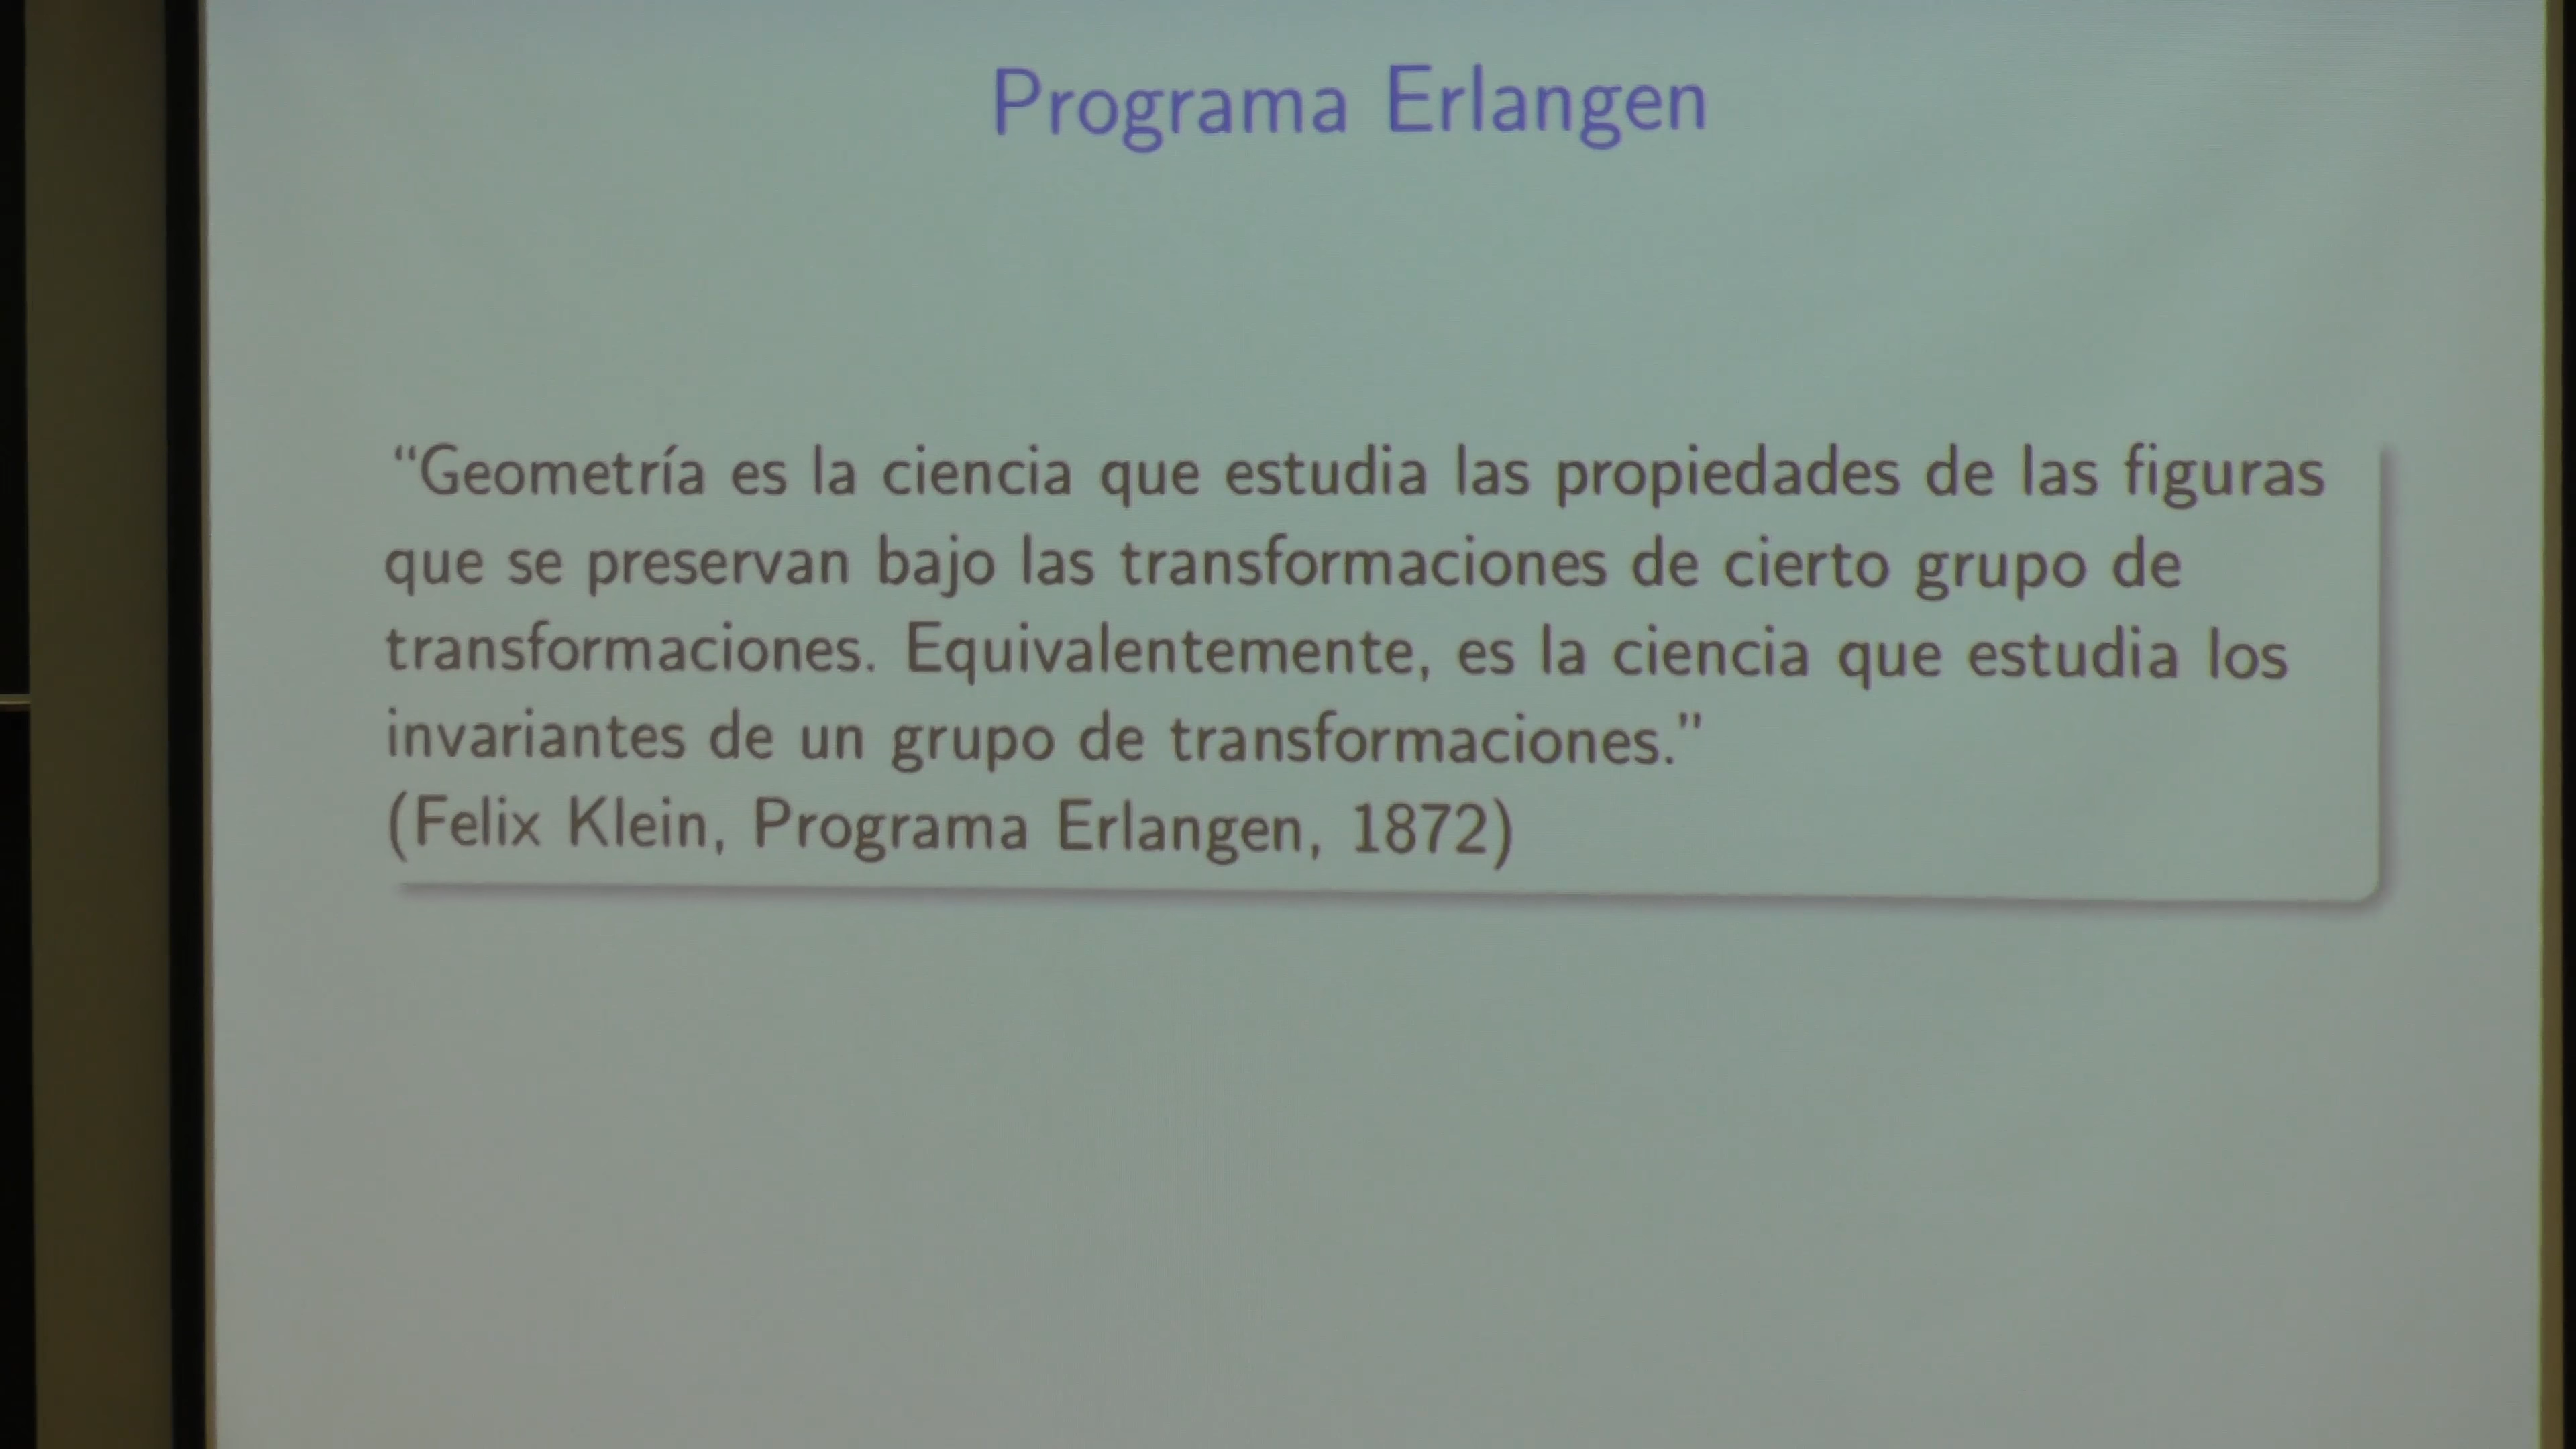 Programa Erlangen
“Geometría es la ciencia que estudia las propiedades de las figuras
que se preservan bajo las transformaciones de cierto grupo de
transformaciones. Equivalentemente, es la ciencia que estudia los
invariantes de un grupo de transformaciones.”
(Felix Klein, Programa Erlangen, 1872)